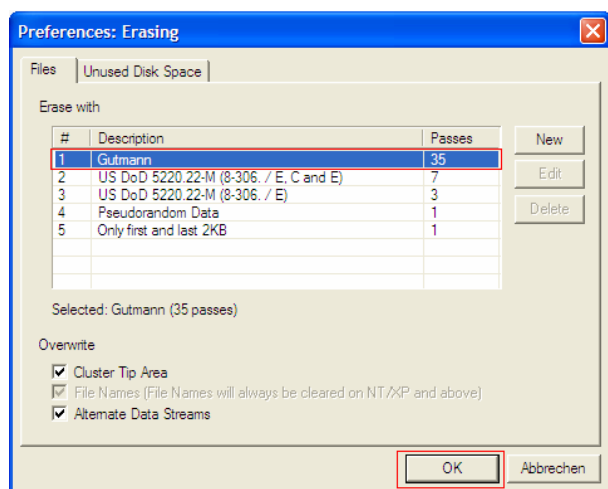 Preferences: Erasing
Files Unused Disk Space
Erase with
# Description Passes
1 Gutmann 35
2 US DoD 5220.22-M (8-306. / E, C and E) 7
3 US DoD 5220.22-M (8-306. / E) 3
4 Pseudorandom Data 1
5 Only first and last 2KB 1
New
Edit
Delete
Selected: Gutmann (35 passes)
Overwrite
Cluster Tip Area
File Names (File Names will always be cleared on NT/XP and above)
Alternate Data Streams
OK Abbrechen